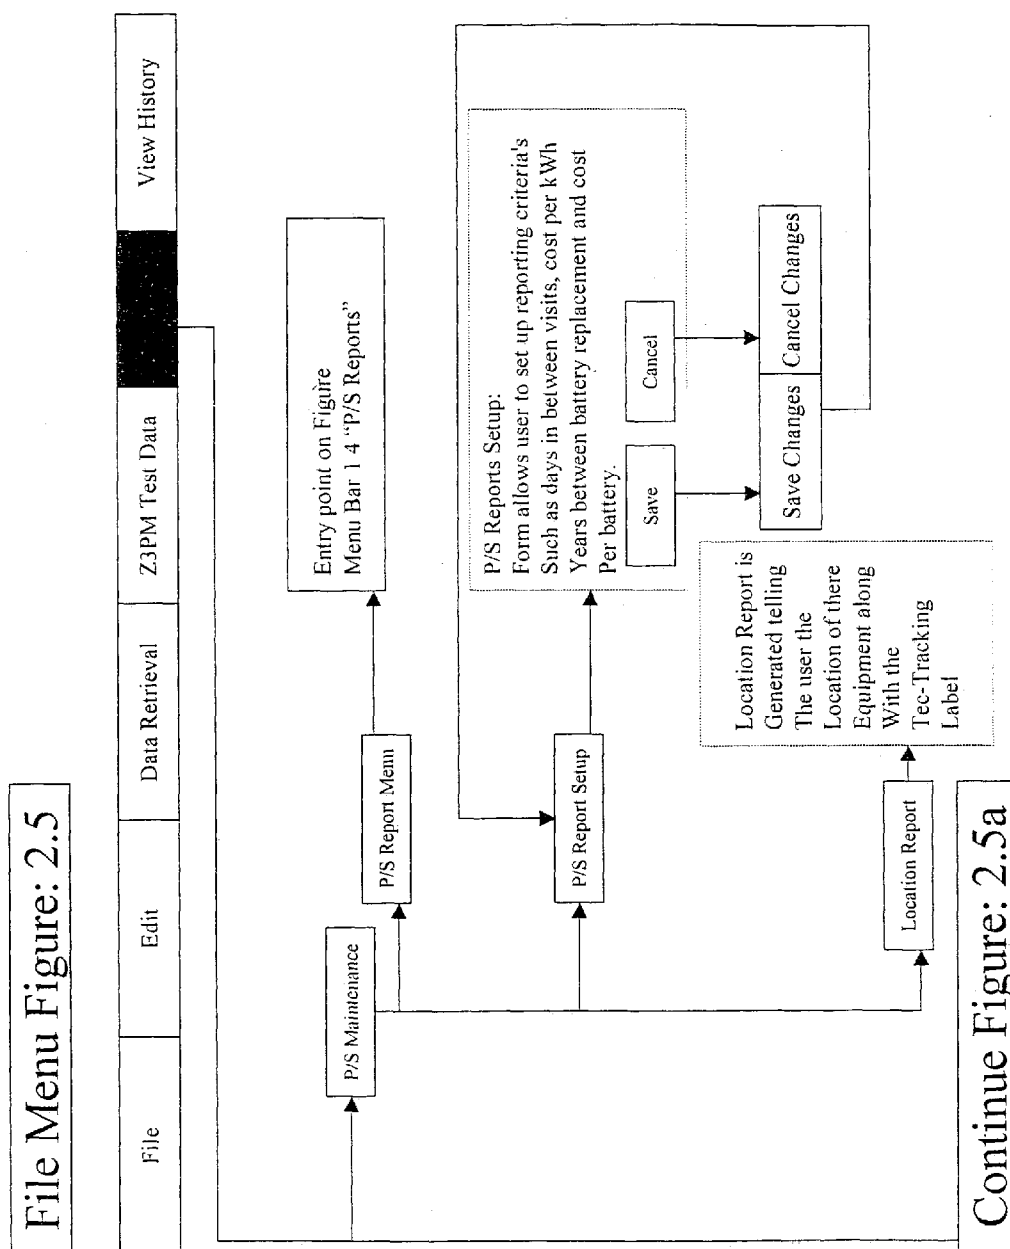 File Menu Figure: 2.5
File
Edit
Data Retrieval
Z3PM Test Data
View History
P/S Maintenance
P/S Report Menu
Entry point on Figure
Menu Bar 1 4 “P/S Reports”
P/S Report Setup
P/S Reports Setup:
Form allows user to set up reporting criteria's
Such as days in between visits, cost per kWh
Years between battery replacement and cost
Per battery.
Save
Cancel
Save Changes
Cancel Changes
Location Report
Location Report is
Generated telling
The user the
Location of there
Equipment along
With the
Tec-Tracking
Label
Continue Figure: 2.5a